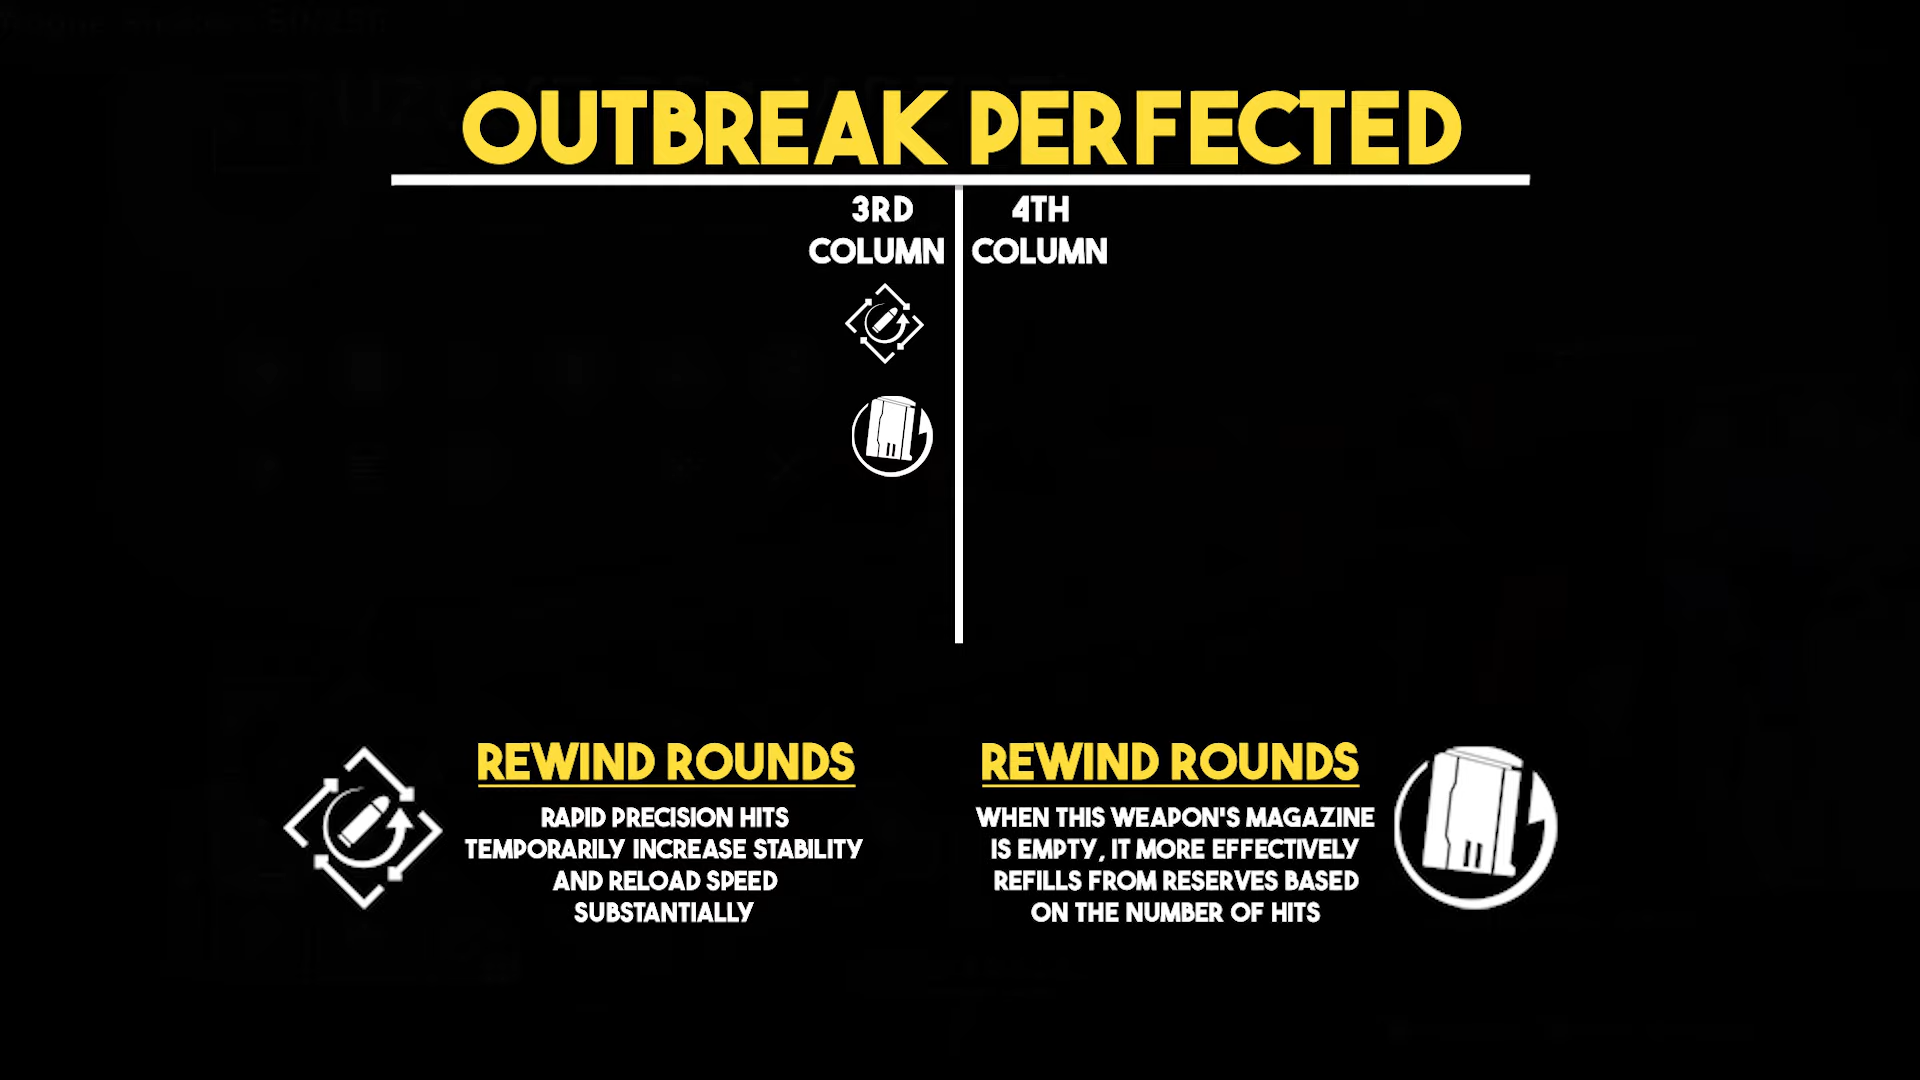 OUTBREAK PERFECTED
3RD COLUMN
4TH COLUMN
REWIND ROUNDS
RAPID PRECISION HITS
TEMPORARILY INCREASE STABILITY
AND RELOAD SPEED
SUBSTANTIALLY
REWIND ROUNDS
WHEN THIS WEAPON'S MAGAZINE
IS EMPTY, IT MORE EFFECTIVELY
REFILLS FROM RESERVES BASED
ON THE NUMBER OF HITS